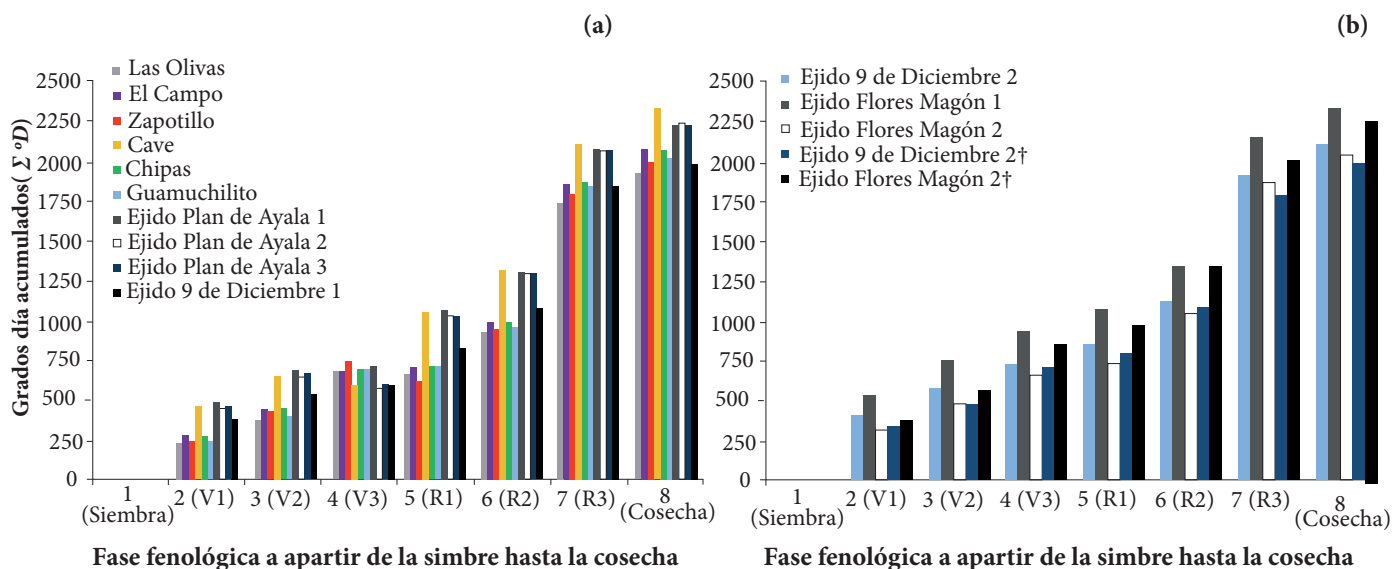 (a)
Grados día acumulados( Σ °D)
2500
2250
2000
1750
1500
1250
1000
750
500
250
0
Las Olivas
El Campo
Zapotillo
Cave
Chipas
Guamuchilito
Ejido Plan de Ayala 1
Ejido Plan de Ayala 2
Ejido Plan de Ayala 3
Ejido 9 de Diciembre 1
1
(Siembra)
2 (V1)
3 (V2)
4 (V3)
5 (R1)
6 (R2)
7 (R3)
8
(Cosecha)
Fase fenológica a apartir de la simbre hasta la cosecha
(b)
2500
2250
2000
1750
1500
1250
1000
750
500
250
0
Ejido 9 de Diciembre 2
Ejido Flores Magón 1
Ejido Flores Magón 2
Ejido 9 de Diciembre 2†
Ejido Flores Magón 2†
1
(Siembra)
2 (V1)
3 (V2)
4 (V3)
5 (R1)
6 (R2)
7 (R3)
8
(Cosecha)
Fase fenológica a apartir de la simbre hasta la cosecha